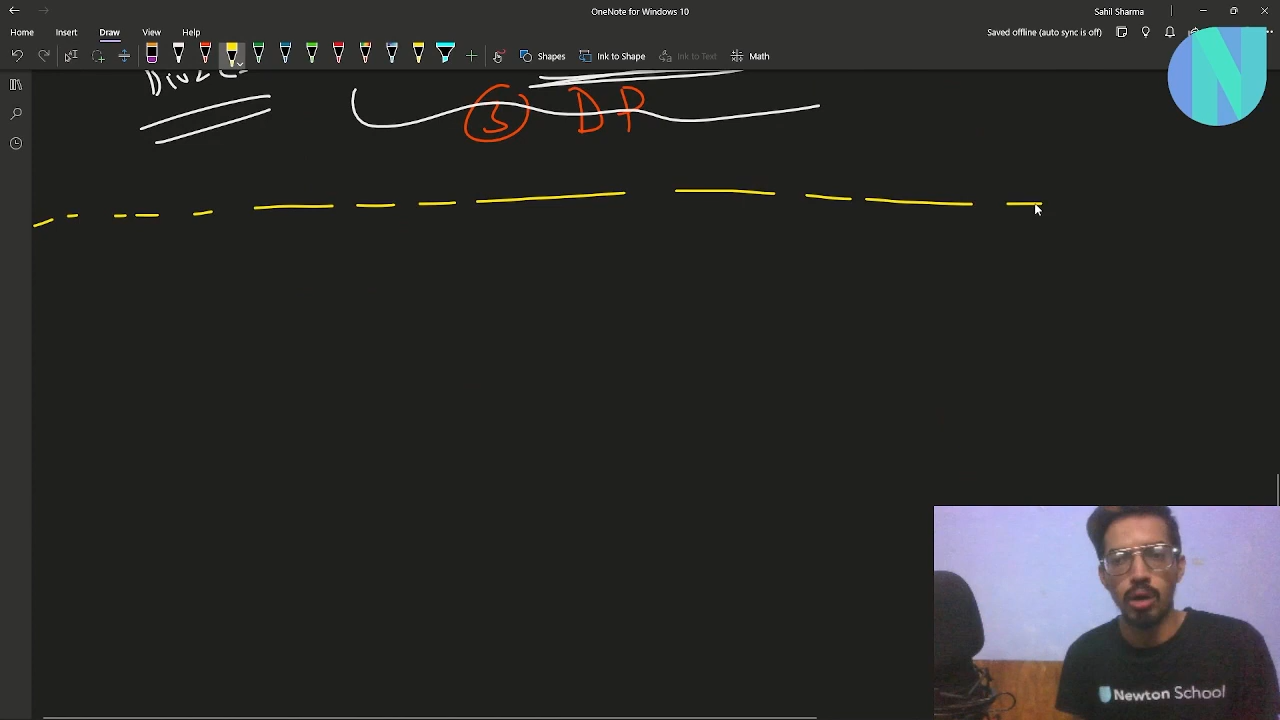 OneNote for Windows 10
Sahil Sharma
Home Insert Draw View Help
Saved offline (auto sync is off)
Shapes Ink to Shape Ink to Text Math
3 DP
Newton School